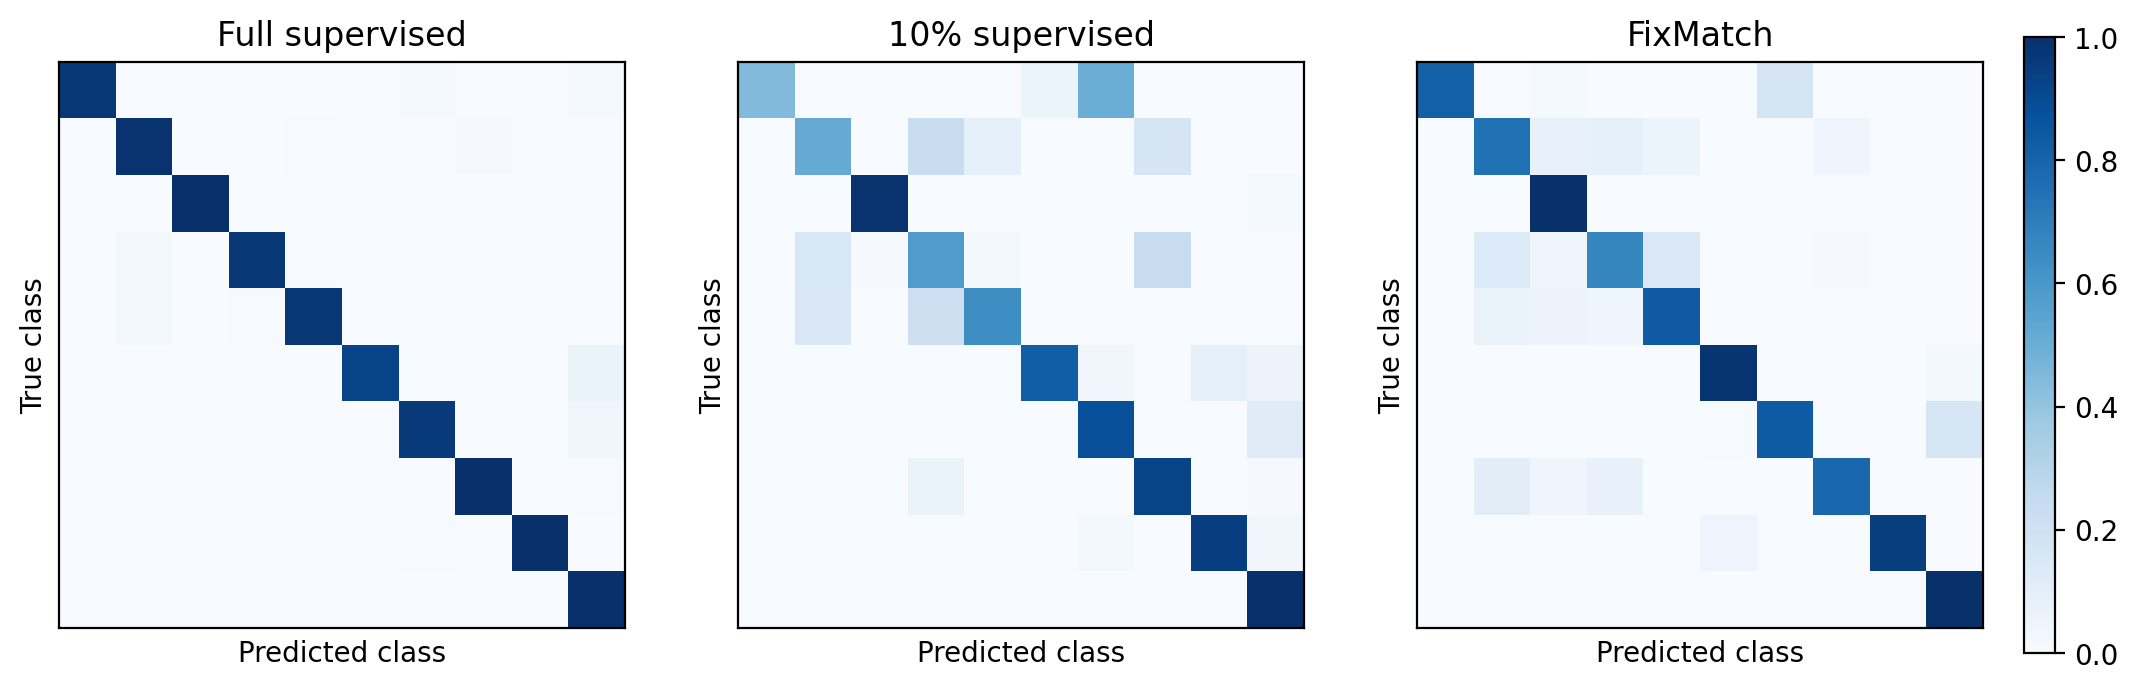 Full supervised
10% supervised
FixMatch
True class
True class
True class
Predicted class
Predicted class
Predicted class
1.0
0.8
0.6
0.4
0.2
0.0